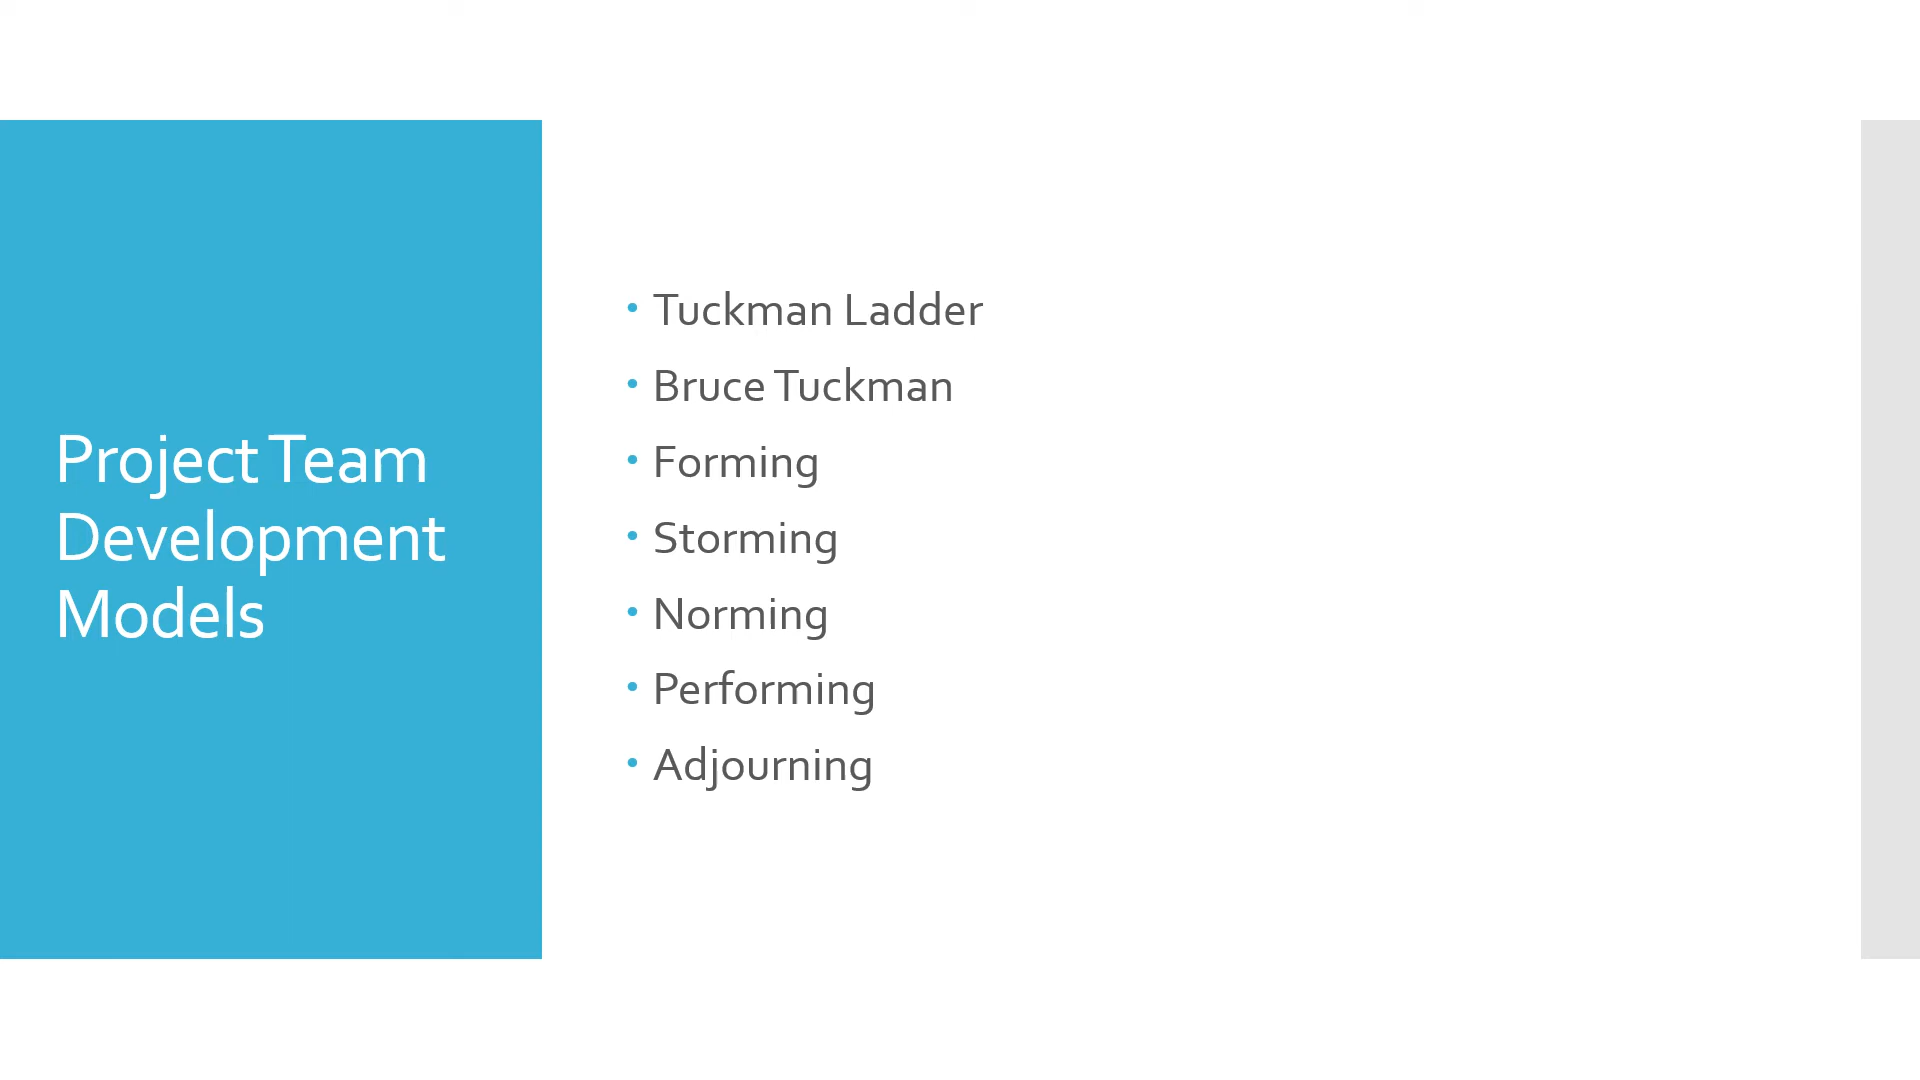 Project Team
Development
Models
• Tuckman Ladder
• Bruce Tuckman
• Forming
• Storming
• Norming
• Performing
• Adjourning